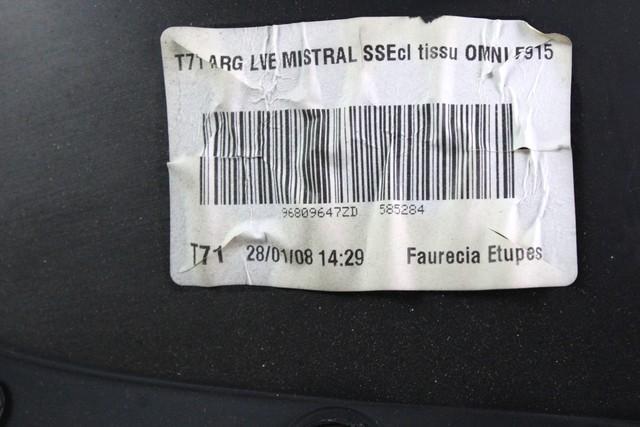 T71 ARG LVE MISTRAL SSEcl tissu OMNI F915
96809647ZD 585284
T71 28/01/08 14:29 Faurecia Etupes